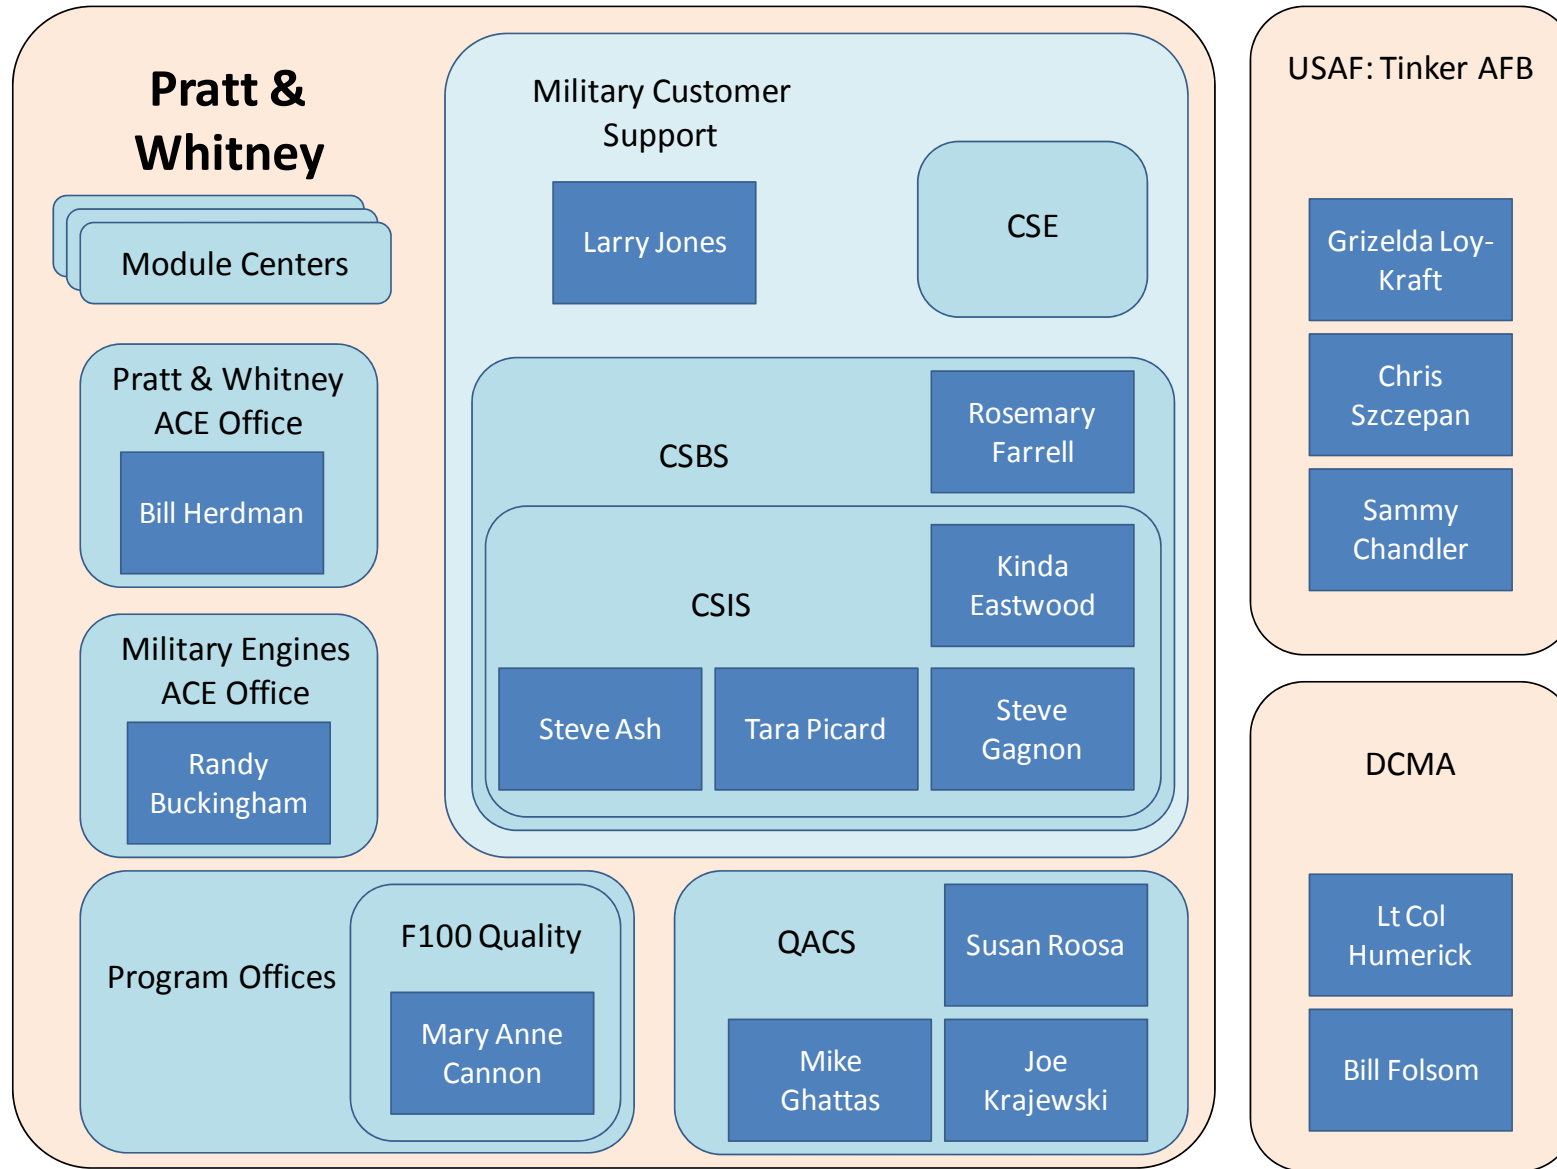 Pratt &
Whitney
Module Centers
Pratt & Whitney
ACE Office
Bill Herdman
Military Engines
ACE Office
Randy
Buckingham
Program Offices
F100 Quality
Mary Anne
Cannon
Military Customer
Support
Larry Jones
CSE
CSBS
Rosemary
Farrell
CSIS
Kinda
Eastwood
Steve Ash
Tara Picard
Steve
Gagnon
QACS
Susan Roosa
Mike
Ghattas
Joe
Krajewski
USAF: Tinker AFB
Grizelda Loy-
Kraft
Chris
Szczepan
Sammy
Chandler
DCMA
Lt Col
Humerick
Bill Folsom